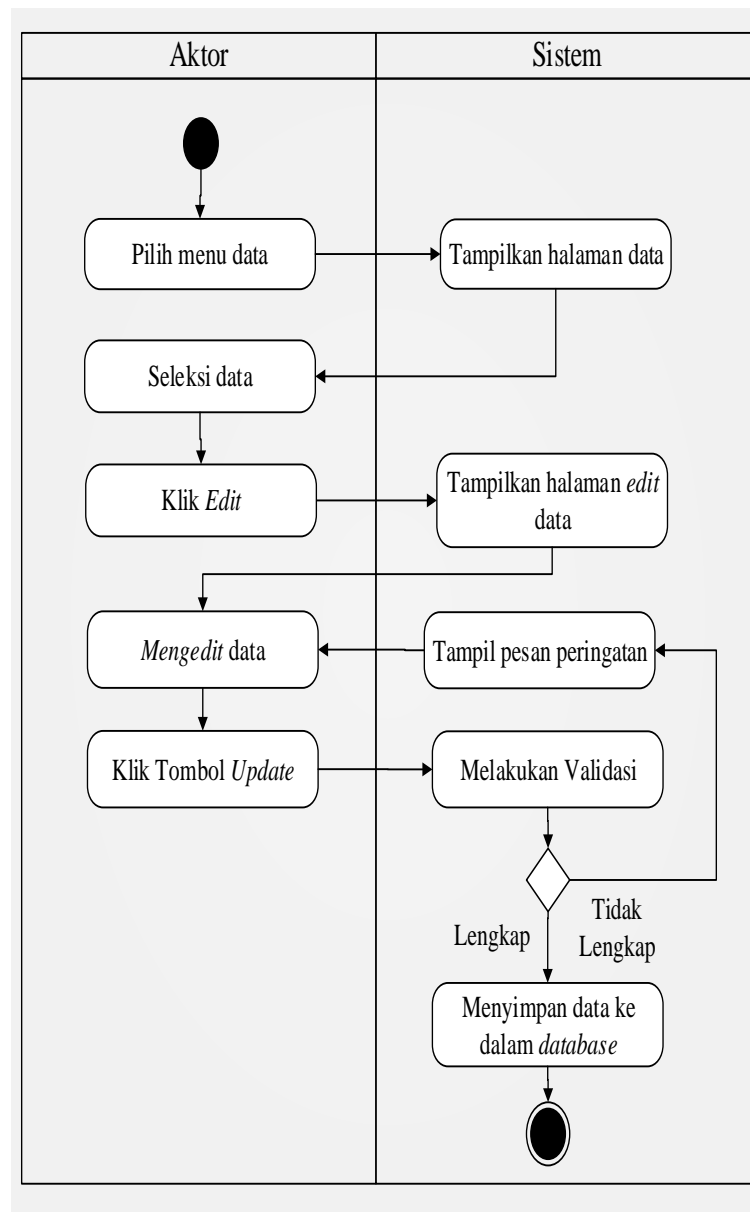 Aktor
Sistem
Pilih menu data
Tampilkan halaman data
Seleksi data
Klik Edit
Tampilkan halaman edit
data
Mengedit data
Tampil pesan peringatan
Klik Tombol Update
Melakukan Validasi
Lengkap
Tidak
Lengkap
Menyimpan data ke
dalam database